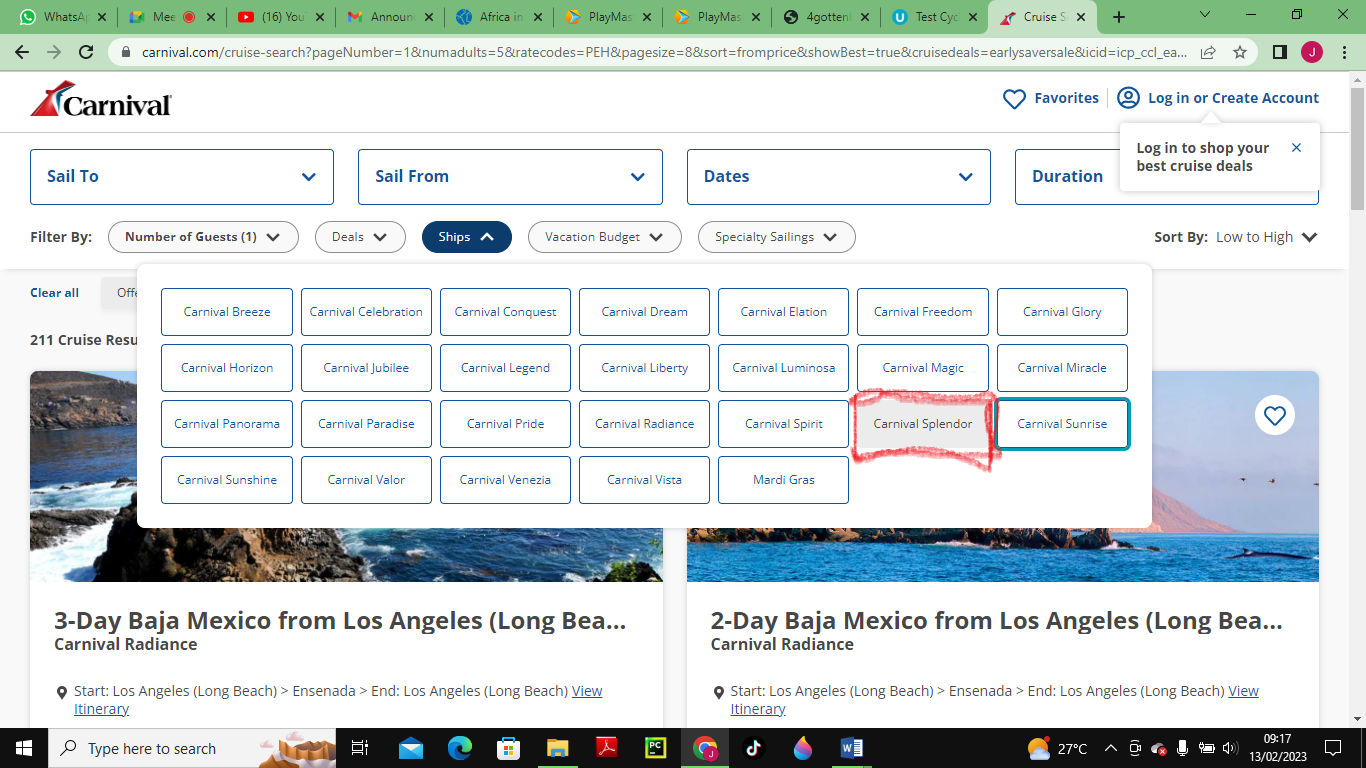 WhatsAp
Mee
(16) You
Announ
Africa in
PlayMas
PlayMas
4gottenl
Test Cyc
Cruise S
carnival.com/cruise-search?pageNumber=1&numadults=5&ratecodes=PEH&pagesize=8&sort=fromprice&showBest=true&cruisedeals=earlysaversale&icid=icp_ccl_ea...
J
Carnival
Favorites
Log in or Create Account
Log in to shop your
best cruise deals
Sail To
Sail From
Dates
Duration
Filter By:
Number of Guests (1)
Deals
Ships
Vacation Budget
Specialty Sailings
Sort By: Low to High
Clear all
Offe
211 Cruise Resu
Carnival Breeze
Carnival Celebration
Carnival Conquest
Carnival Dream
Carnival Elation
Carnival Freedom
Carnival Glory
Carnival Horizon
Carnival Jubilee
Carnival Legend
Carnival Liberty
Carnival Luminosa
Carnival Magic
Carnival Miracle
Carnival Panorama
Carnival Paradise
Carnival Pride
Carnival Radiance
Carnival Spirit
Carnival Splendor
Carnival Sunrise
Carnival Sunshine
Carnival Valor
Carnival Venezia
Carnival Vista
Mardi Gras
3-Day Baja Mexico from Los Angeles (Long Bea...
Carnival Radiance
Start: Los Angeles (Long Beach) > Ensenada > End: Los Angeles (Long Beach) View
Itinerary
2-Day Baja Mexico from Los Angeles (Long Bea...
Carnival Radiance
Start: Los Angeles (Long Beach) > Ensenada > End: Los Angeles (Long Beach) View
Itinerary
Type here to search
PC
J
W
27°C
09:17
13/02/2023